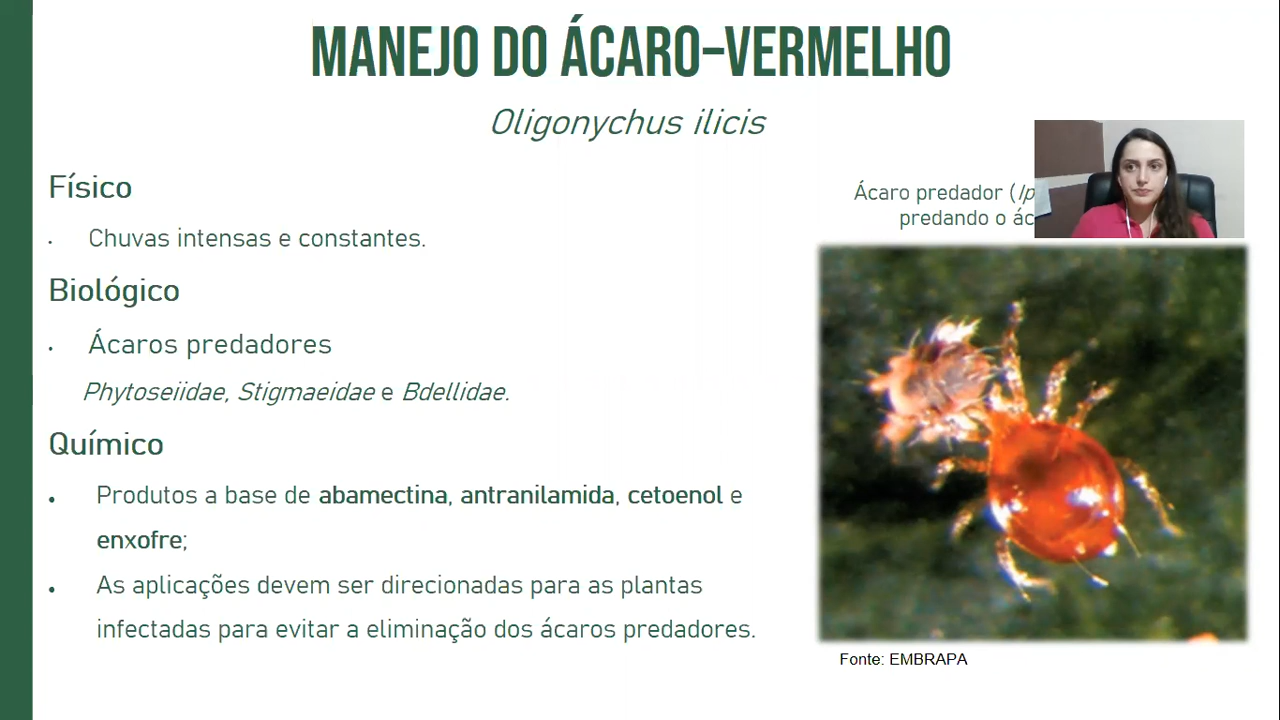 MANEJO DO ÁCARO-VERMELHO
Oligonychus ilicis
Físico
• Chuvas intensas e constantes.
Biológico
• Ácaros predadores
Phytoseiidae, Stigmaeidae e Bdellidae.
Químico
• Produtos a base de abamectina, antranilamida, cetoenol e
enxofre;
• As aplicações devem ser direcionadas para as plantas
infectadas para evitar a eliminação dos ácaros predadores.
Ácaro predador (
predando o
Fonte: EMBRAPA